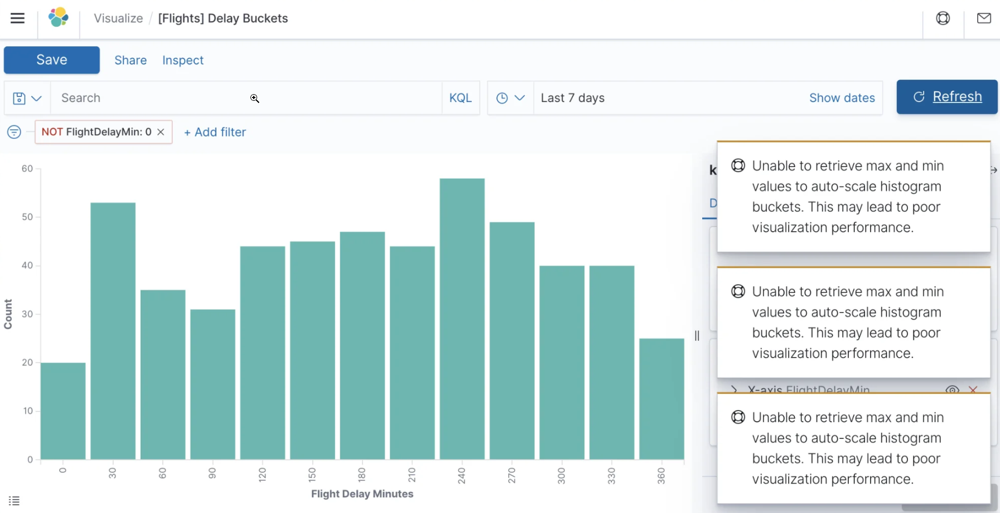 Visualize / [Flights] Delay Buckets
Save Share Inspect
Search KQL Last 7 days Show dates Refresh
NOT FlightDelayMin: 0 × + Add filter
60
50
40
30
20
10
0
Count
0 30 60 90 120 150 180 210 240 270 300 330 360
Flight Delay Minutes
k
D
Unable to retrieve max and min
values to auto-scale histogram
buckets. This may lead to poor
visualization performance.
Unable to retrieve max and min
values to auto-scale histogram
buckets. This may lead to poor
visualization performance.
X-axis FlightDelayMin
Unable to retrieve max and min
values to auto-scale histogram
buckets. This may lead to poor
visualization performance.